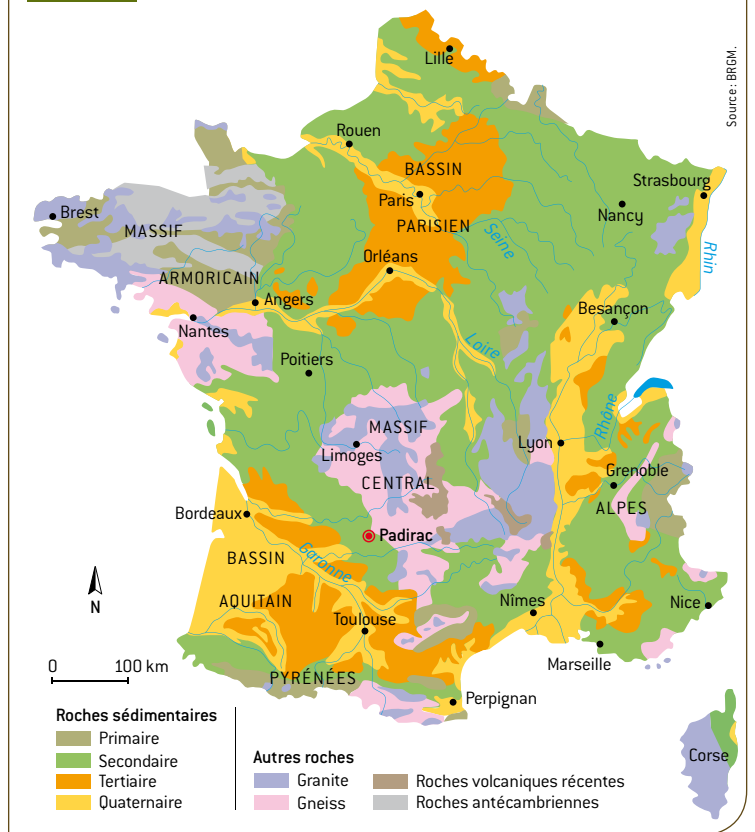 Source : BRGM.
Lille
Rouen
BASSIN
Paris
PARISIEN
Seine
Strasbourg
Nancy
Rhin
Brest
MASSIF
ARMORICAIN
Orléans
Angers
Nantes
Besançon
Loire
Poitiers
MASSIF
Limoges
CENTRAL
Lyon
Rhône
Grenoble
ALPES
Bordeaux
Padirac
Garonne
BASSIN
AQUITAIN
Toulouse
Nîmes
Nice
Marseille
PYRÉNÉES
Perpignan
Corse
N
0 100 km
Roches sédimentaires
Primaire
Secondaire
Tertiaire
Quaternaire
Autres roches
Granite
Gneiss
Roches volcaniques récentes
Roches antécambriennes